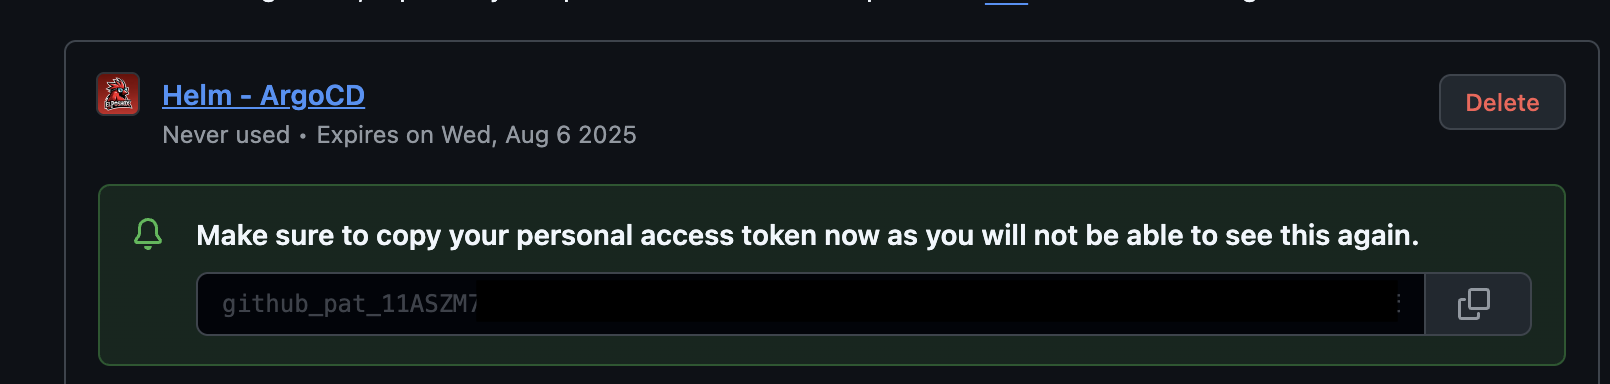 Helm - ArgoCD
Delete
Never used • Expires on Wed, Aug 6 2025
Make sure to copy your personal access token now as you will not be able to see this again.
github_pat_11ASZM7